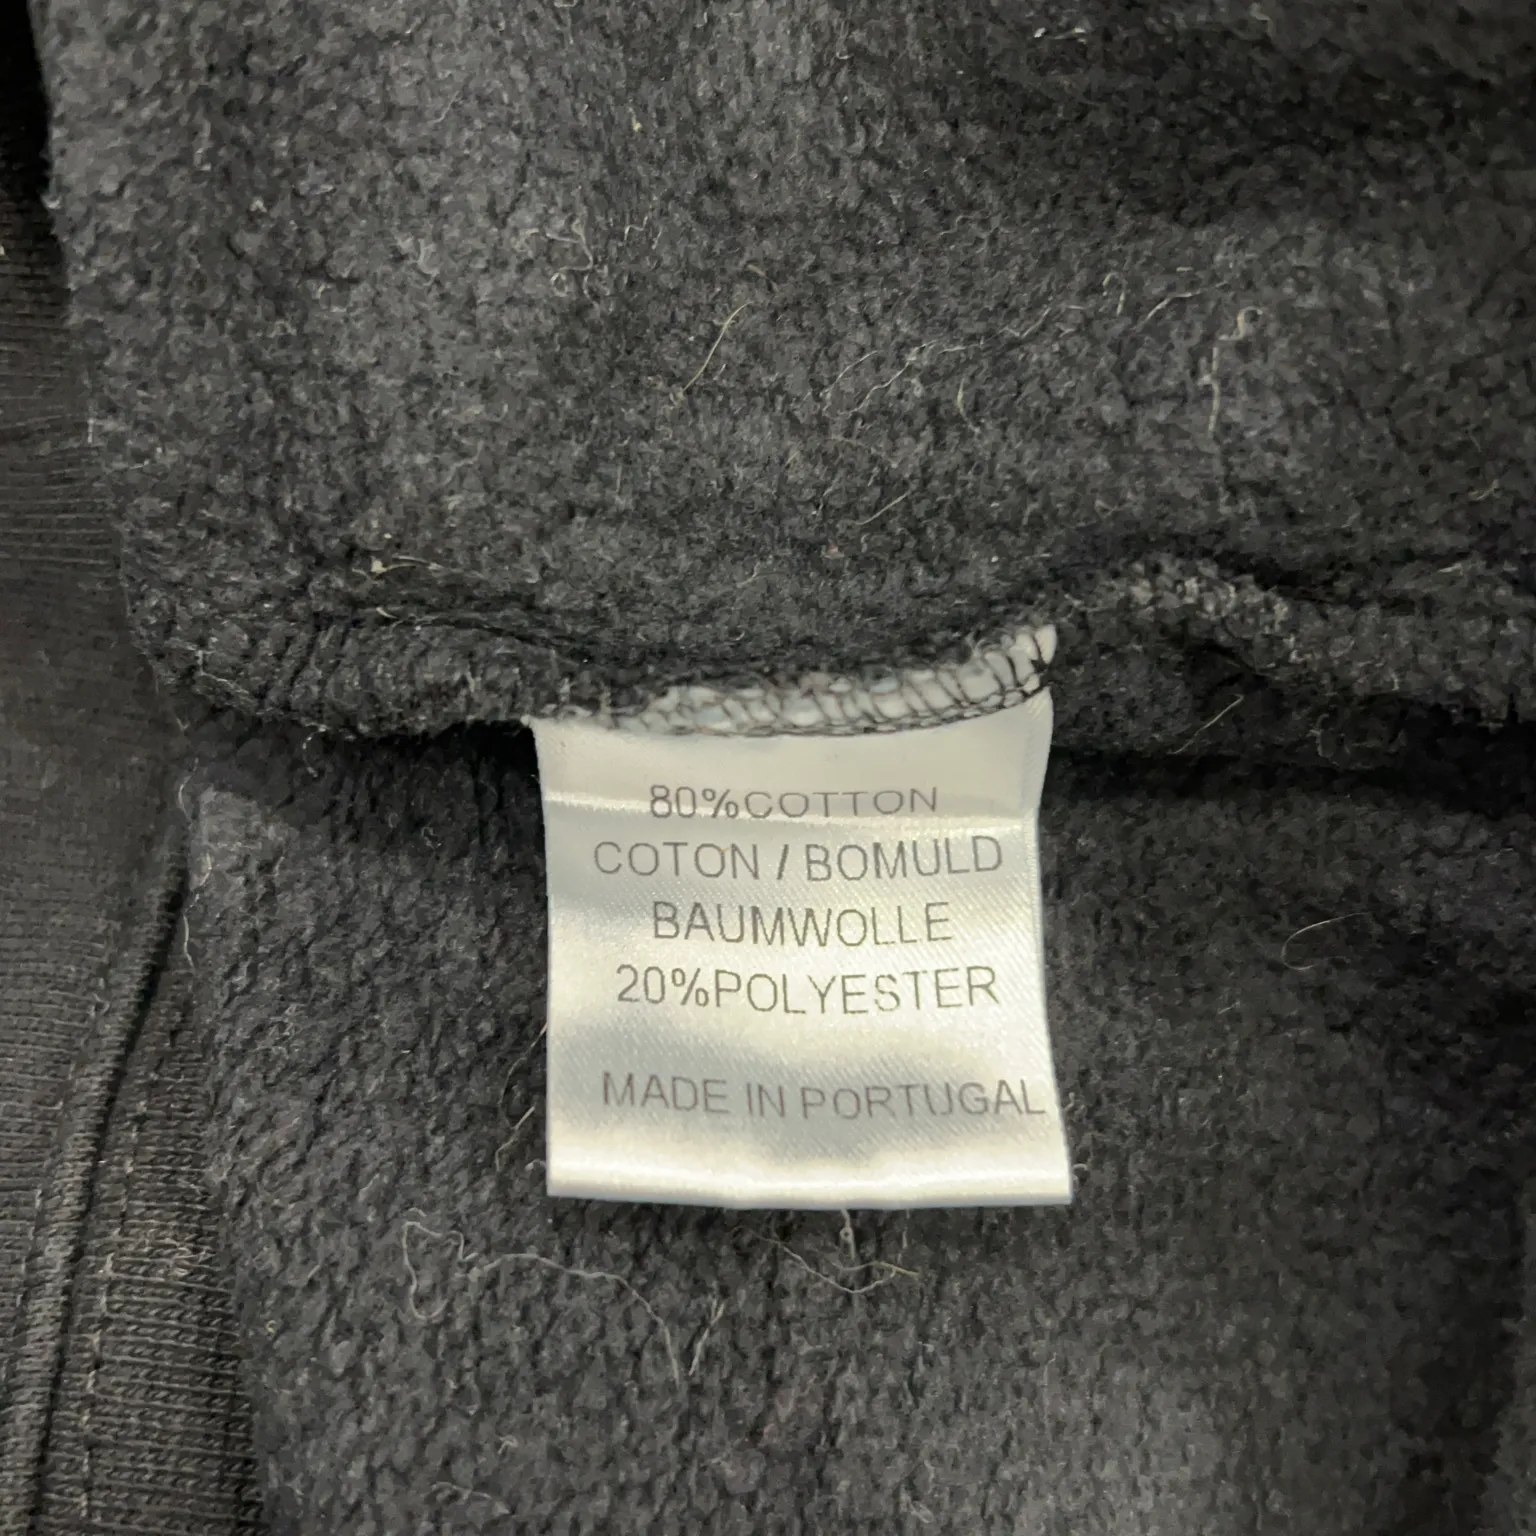 80%COTTON
COTON / BOMULD
BAUMWOLLE
20%POLYESTER
MADE IN PORTUGAL